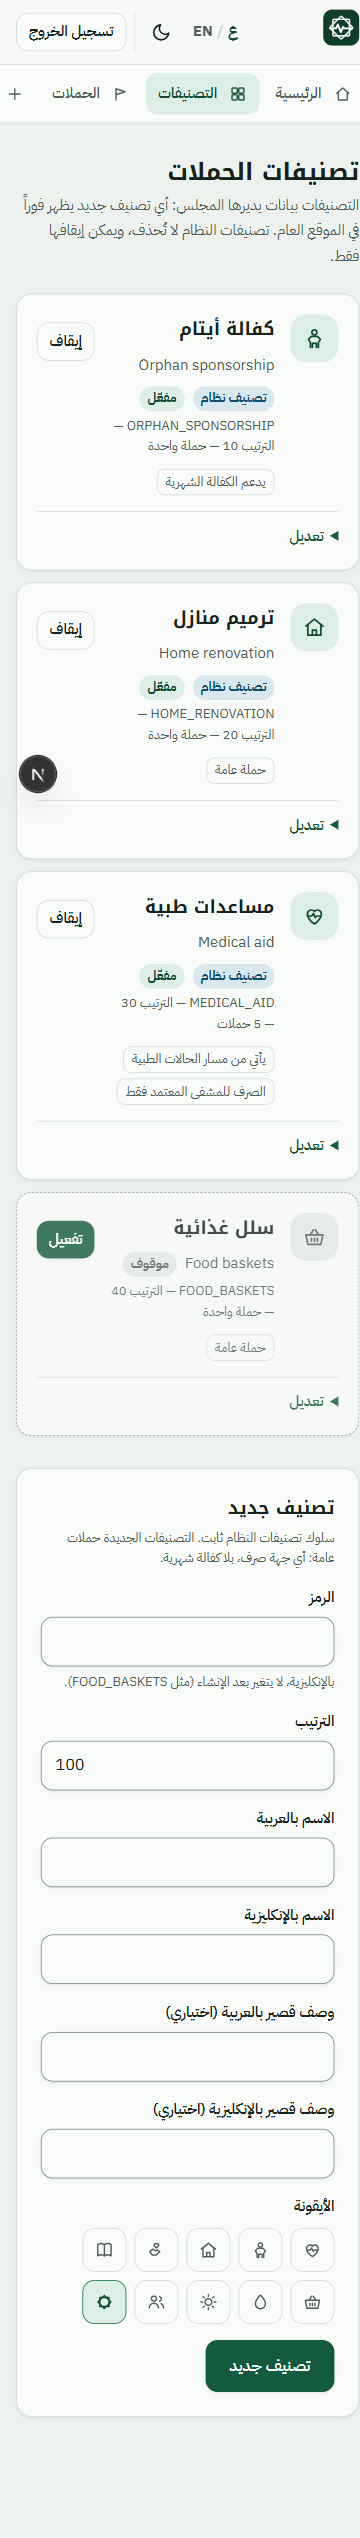 ع / EN
تسجيل الخروج
الرئيسية
التصنيفات
الحملات
تصنيفات الحملات
التصنيفات بيانات يديرها المجلس: أي تصنيف جديد يظهر فوراً
في الموقع العام. تصنيفات النظام لا تُحذف، ويمكن إيقافها
فقط.
كفالة أيتام
إيقاف
Orphan sponsorship
تصنيف نظام
مفعّل
ORPHAN_SPONSORSHIP —
الترتيب 10 — حملة واحدة
يدعم الكفالة الشهرية
تعديل
ترميم منازل
إيقاف
Home renovation
تصنيف نظام
مفعّل
HOME_RENOVATION —
الترتيب 20 — حملة واحدة
حملة عامة
N
تعديل
مساعدات طبية
إيقاف
Medical aid
تصنيف نظام
مفعّل
MEDICAL_AID — الترتيب 30
— 5 حملات
يأتي من مسار الحالات الطبية
الصرف للمشفى المعتمد فقط
تعديل
سلل غذائية
تفعيل
Food baskets
موقوف
FOOD_BASKETS — الترتيب 40
— حملة واحدة
حملة عامة
تعديل
تصنيف جديد
سلوك تصنيفات النظام ثابت. التصنيفات الجديدة حملات
عامة: أي جهة صرف، بلا كفالة شهرية.
الرمز
بالإنكليزية، لا يتغير بعد الإنشاء (مثل FOOD_BASKETS).
الترتيب
100
الاسم بالعربية
الاسم بالإنكليزية
وصف قصير بالعربية (اختياري)
وصف قصير بالإنكليزية (اختياري)
الأيقونة
تصنيف جديد